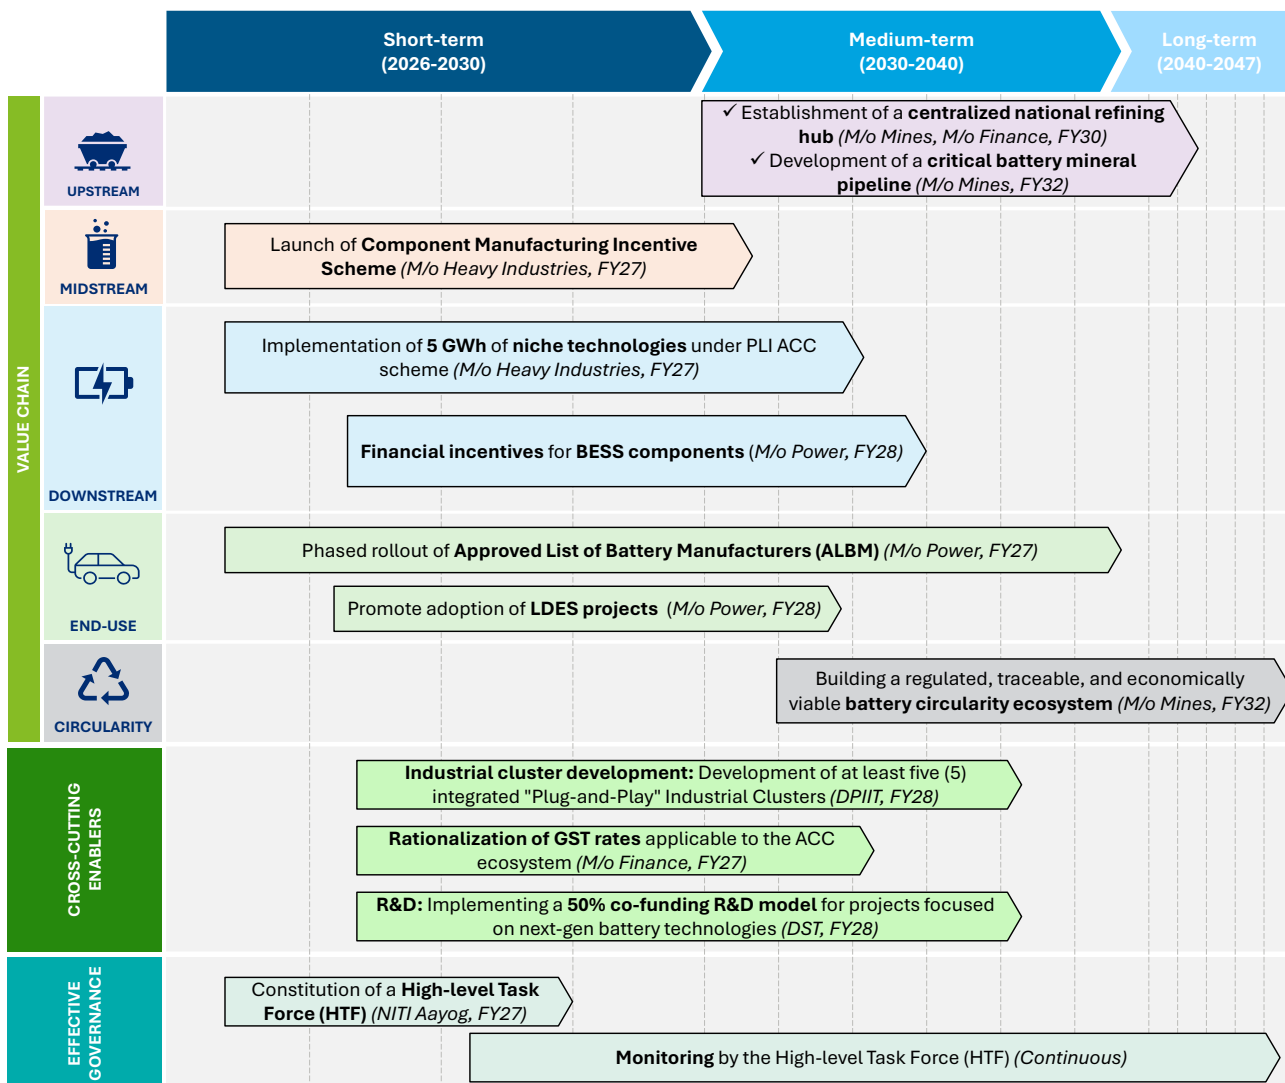 Short-term
(2026-2030)
Medium-term
(2030-2040)
Long-term
(2040-2047)
VALUE CHAIN
UPSTREAM
✓ Establishment of a centralized national refining
hub (M/o Mines, M/o Finance, FY30)
✓ Development of a critical battery mineral
pipeline (M/o Mines, FY32)
MIDSTREAM
Launch of Component Manufacturing Incentive
Scheme (M/o Heavy Industries, FY27)
DOWNSTREAM
Implementation of 5 GWh of niche technologies under PLI ACC
scheme (M/o Heavy Industries, FY27)
Financial incentives for BESS components (M/o Power, FY28)
END-USE
Phased rollout of Approved List of Battery Manufacturers (ALBM) (M/o Power, FY27)
Promote adoption of LDES projects (M/o Power, FY28)
CIRCULARITY
Building a regulated, traceable, and economically
viable battery circularity ecosystem (M/o Mines, FY32)
CROSS-CUTTING
ENABLERS
Industrial cluster development: Development of at least five (5)
integrated "Plug-and-Play" Industrial Clusters (DPIIT, FY28)
Rationalization of GST rates applicable to the ACC
ecosystem (M/o Finance, FY27)
R&D: Implementing a 50% co-funding R&D model for projects focused
on next-gen battery technologies (DST, FY28)
EFFECTIVE
GOVERNANCE
Constitution of a High-level Task
Force (HTF) (NITI Aayog, FY27)
Monitoring by the High-level Task Force (HTF) (Continuous)